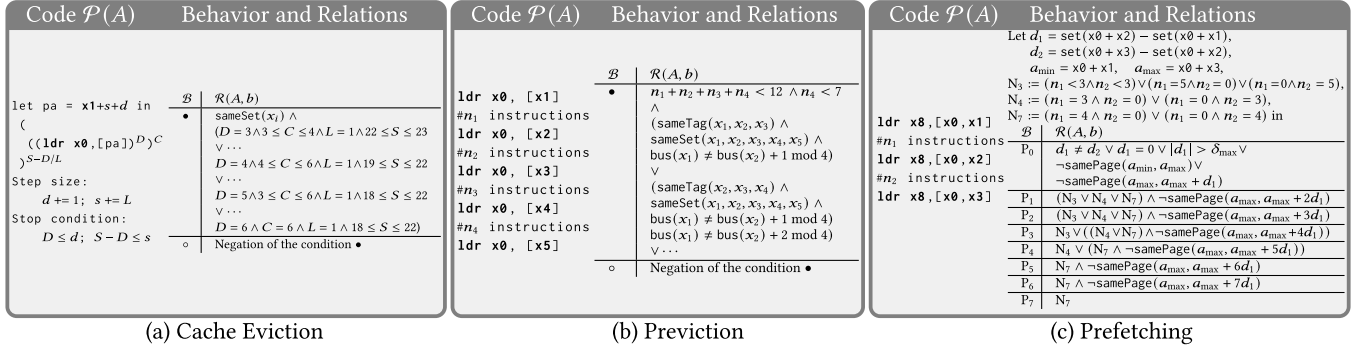 Code 𝒫(A) Behavior and Relations
let pa = x1+s+d in
(
((ldr x0,[pa])^D)^C
)^S−D/L
Step size:
d+=1; s+=L
Stop condition:
D ≤ d; S−D ≤ s
ℬ ℛ(A, b)
● sameSet(x_i) ∧
(D = 3∧3 ≤ C ≤4∧L = 1∧22 ≤ S ≤ 23
∨ ···
D = 4∧4 ≤ C ≤ 6∧L = 1∧19 ≤ S ≤ 22
∨ ···
D = 5∧3 ≤ C ≤ 6∧L = 1∧18 ≤ S ≤ 22
∨ ···
D = 6∧C = 6∧L = 1∧18 ≤ S ≤ 22)
○ Negation of the condition ●
(a) Cache Eviction
Code 𝒫(A) Behavior and Relations
ldr x0, [x1]
#n₁ instructions
ldr x0, [x2]
#n₂ instructions
ldr x0, [x3]
#n₃ instructions
ldr x0, [x4]
#n₄ instructions
ldr x0, [x5]
ℬ ℛ(A, b)
● n₁ + n₂ + n₃ + n₄ < 12 ∧ n₄ < 7
∧
(sameTag(x₁, x₂, x₃) ∧
sameSet(x₁, x₂, x₃, x₄, x₅) ∧
bus(x₁) ≠ bus(x₂) + 1 mod 4)
∨
(sameTag(x₂, x₃, x₄) ∧
sameSet(x₁, x₂, x₃, x₄, x₅) ∧
bus(x₁) ≠ bus(x₂) + 1 mod 4)
bus(x₁) ≠ bus(x₂) + 2 mod 4)
∨ ···
○ Negation of the condition ●
(b) Previction
Code 𝒫(A) Behavior and Relations
ldr x8,[x0,x1]
#n₁ instructions
ldr x8,[x0,x2]
#n₂ instructions
ldr x8,[x0,x3]
Let d₁ = set(x0 + x2) − set(x0 + x1),
d₂ = set(x0 + x3) − set(x0 + x2),
a_min = x0 + x1, a_max = x0 + x3,
N₃ := (n₁ <3∧n₂ <3)∨(n₁=5∧n₂ = 0)∨(n₁=0∧n₂ = 5),
N₄ := (n₁ = 3 ∧ n₂ = 0) ∨ (n₁ = 0 ∧ n₂ = 3),
N₇ := (n₁ = 4 ∧ n₂ = 0) ∨ (n₁ = 0 ∧ n₂ = 4) in
ℬ ℛ(A, b)
P₀ d₁ ≠ d₂ ∨ d₁ = 0 ∨ |d₁| > δ_max∨
¬samePage(a_min, a_max)∨
¬samePage(a_max, a_max + d₁)
P₁ (N₃ ∨ N₄ ∨ N₇) ∧ ¬samePage(a_max, a_max + 2d₁)
P₂ (N₃ ∨ N₄ ∨ N₇) ∧ ¬samePage(a_max, a_max + 3d₁)
P₃ N₃∨((N₄∨N₇)∧¬samePage(a_max, a_max+4d₁))
P₄ N₄ ∨ (N₇ ∧ ¬samePage(a_max, a_max + 5d₁))
P₅ N₇ ∧ ¬samePage(a_max, a_max + 6d₁)
P₆ N₇ ∧ ¬samePage(a_max, a_max + 7d₁)
P₇ N₇
(c) Prefetching